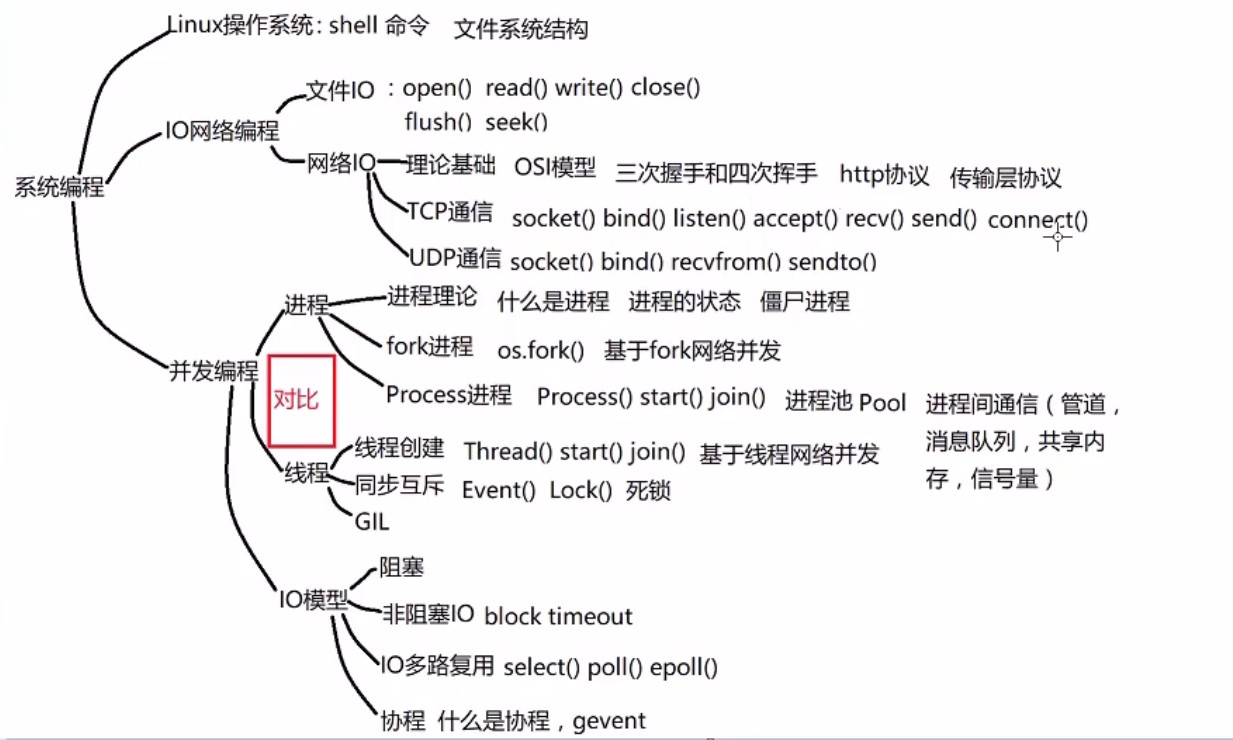 Linux操作系统：shell 命令 文件系统结构
文件IO ：open() read() write() close()
flush() seek()
IO网络编程
网络IO 理论基础 OSI模型 三次握手和四次挥手 http协议 传输层协议
系统编程
TCP通信 socket() bind() listen() accept() recv() send() connect()
UDP通信 socket() bind() recvfrom() sendto()
进程 进程理论 什么是进程 进程的状态 僵尸进程
fork进程 os.fork() 基于fork网络并发
并发编程
对比
Process进程 Process() start() join() 进程池 Pool 进程间通信（管道，
消息队列，共享内
存，信号量）
线程创建 Thread() start() join() 基于线程网络并发
线程
同步互斥 Event() Lock() 死锁
GIL
阻塞
IO模型
非阻塞IO block timeout
IO多路复用 select() poll() epoll()
协程 什么是协程，gevent